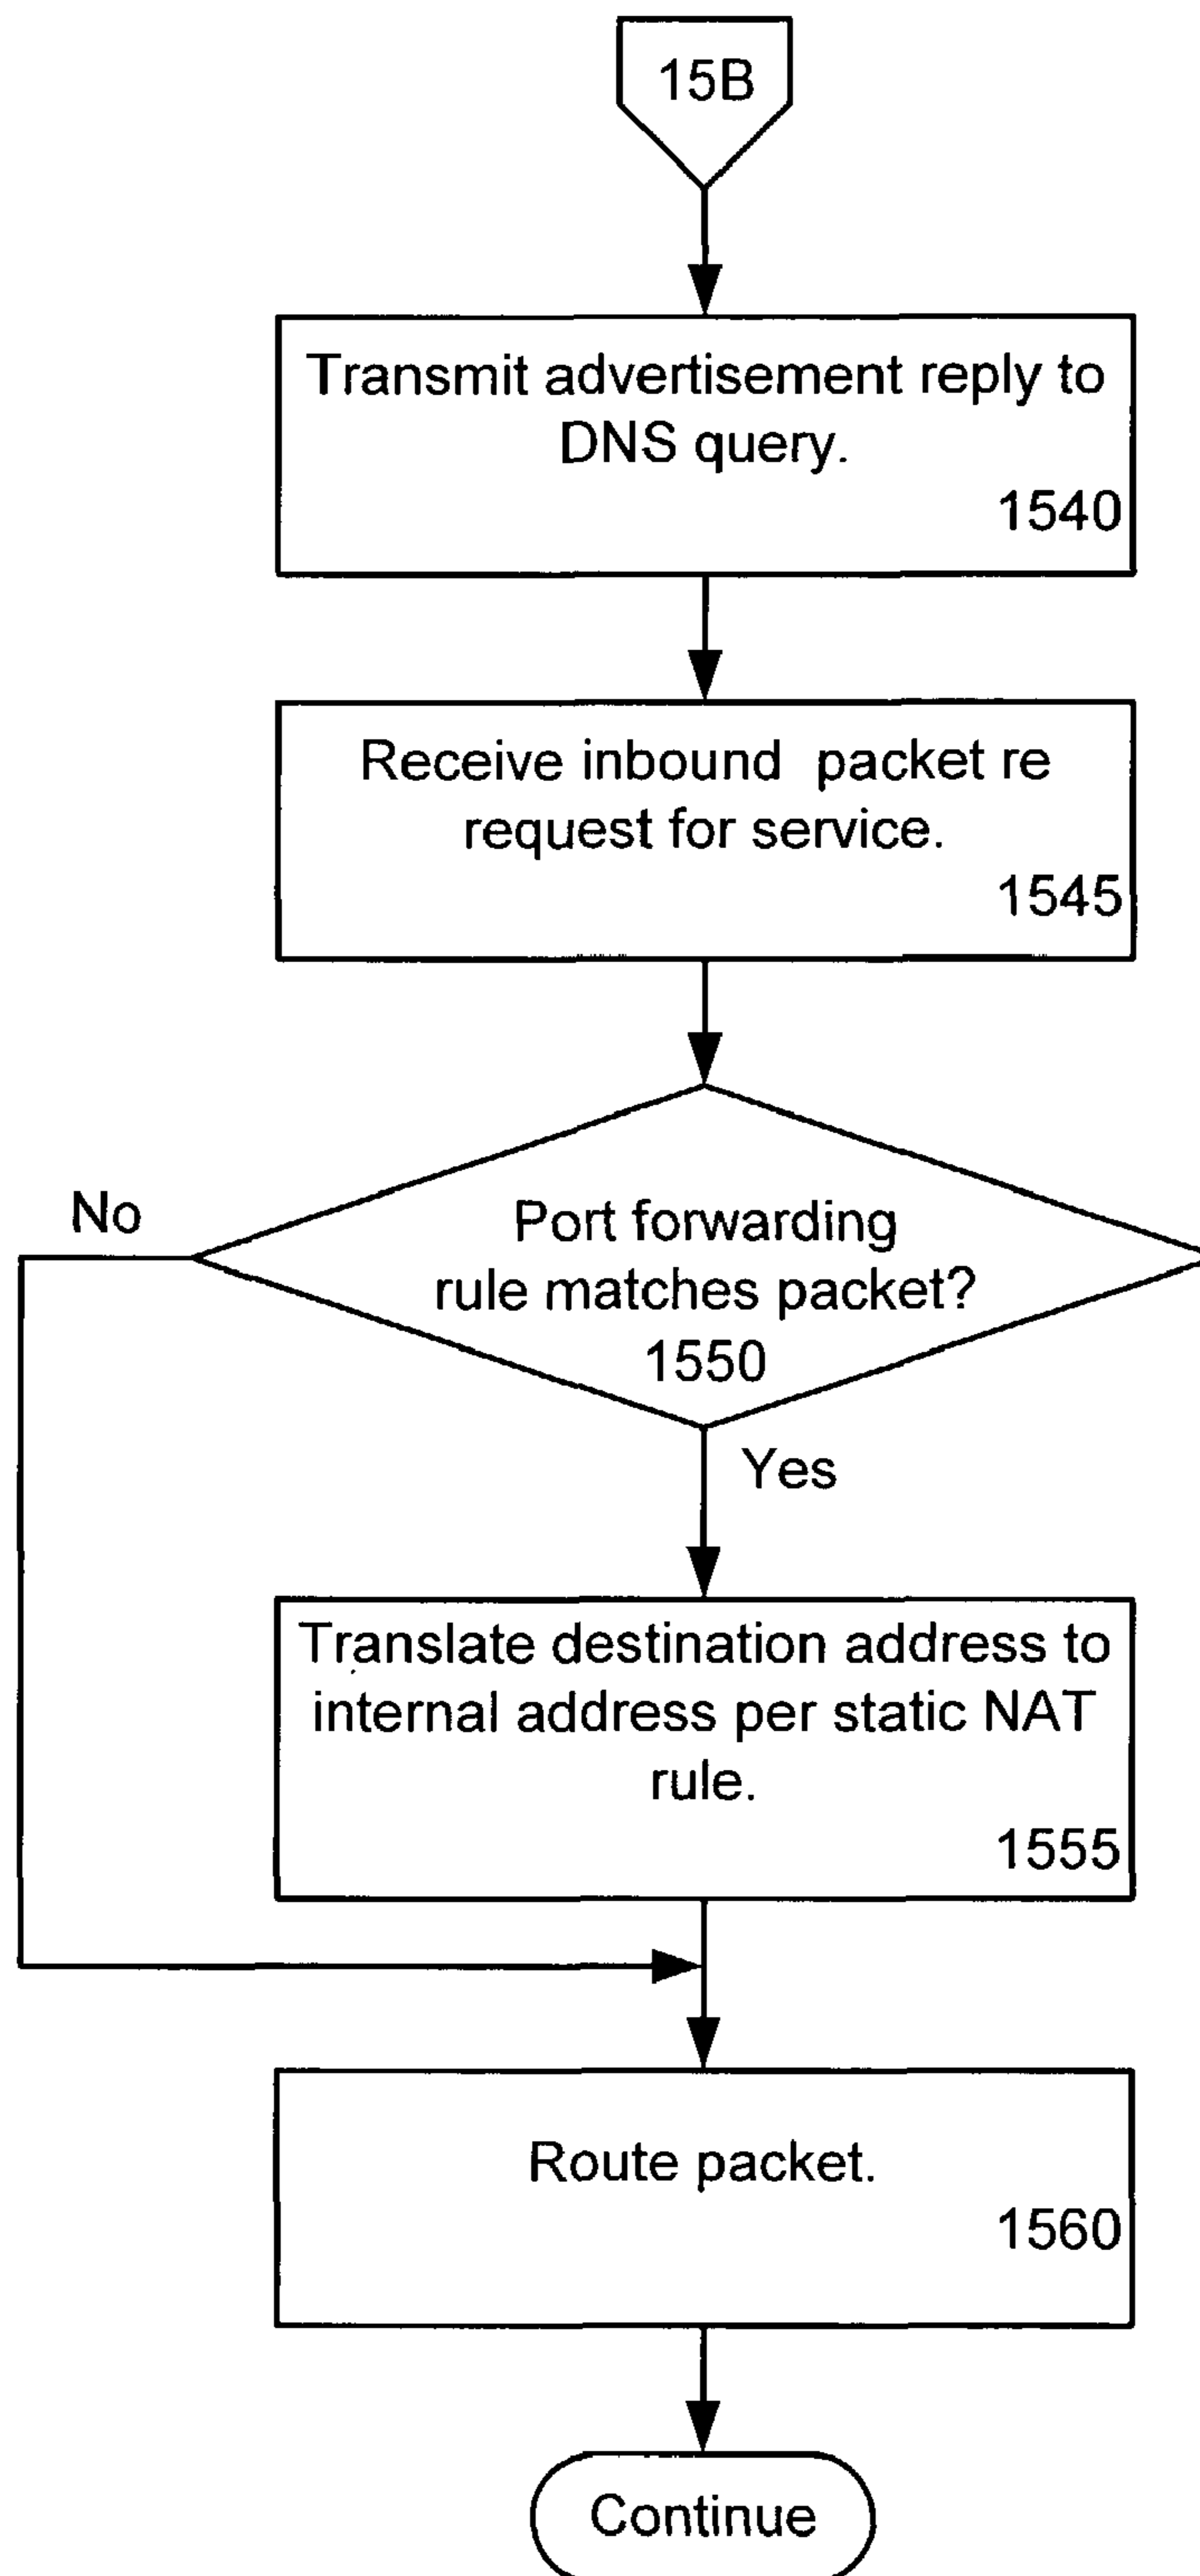 15B
Transmit advertisement reply to
DNS query.
1540
Receive inbound packet re
request for service.
1545
No
Port forwarding
rule matches packet?
1550
Yes
Translate destination address to
internal address per static NAT
rule.
1555
Route packet.
1560
Continue